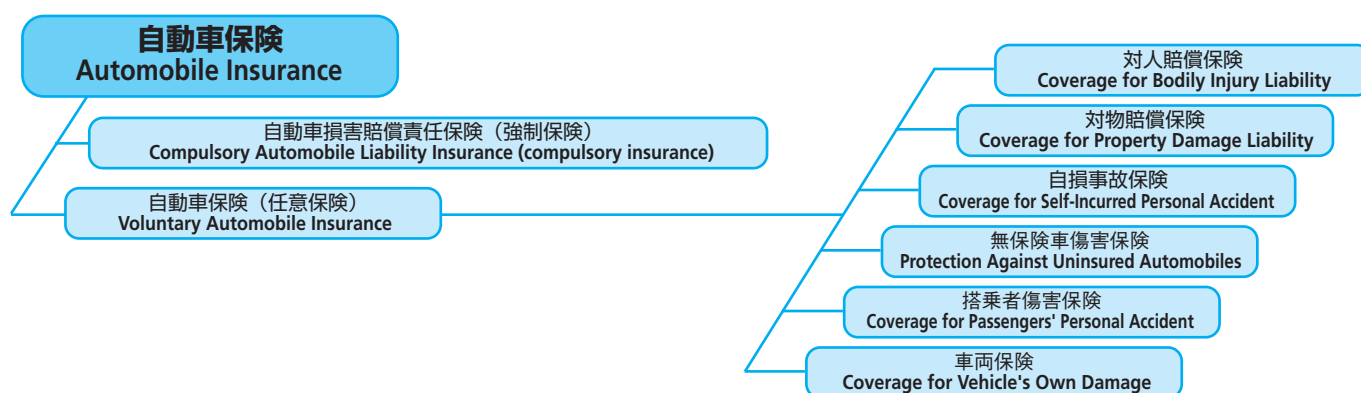 自動車保険
Automobile Insurance
自動車損害賠償責任保険（強制保険）
Compulsory Automobile Liability Insurance (compulsory insurance)
自動車保険（任意保険）
Voluntary Automobile Insurance
対人賠償保険
Coverage for Bodily Injury Liability
対物賠償保険
Coverage for Property Damage Liability
自損事故保険
Coverage for Self-Incurred Personal Accident
無保険車傷害保険
Protection Against Uninsured Automobiles
搭乗者傷害保険
Coverage for Passengers' Personal Accident
車両保険
Coverage for Vehicle's Own Damage